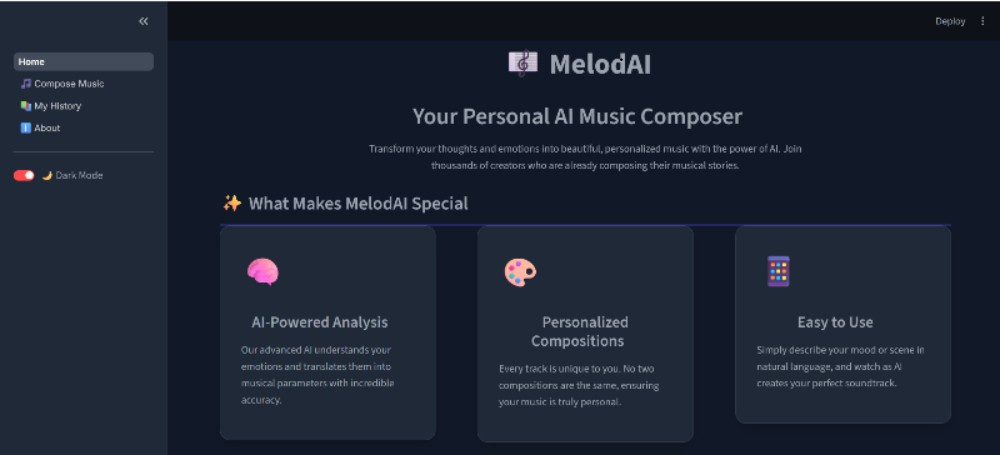 Deploy
Home
Compose Music
My History
About
Dark Mode
MelodAI
Your Personal AI Music Composer
Transform your thoughts and emotions into beautiful, personalized music with the power of AI. Join
thousands of creators who are already composing their musical stories.
What Makes MelodAI Special
AI-Powered Analysis
Our advanced AI understands your
emotions and translates them into
musical parameters with incredible
accuracy.
Personalized
Compositions
Every track is unique to you. No two
compositions are the same, ensuring
your music is truly personal.
Easy to Use
Simply describe your mood or scene in
natural language, and watch as AI
creates your perfect soundtrack.